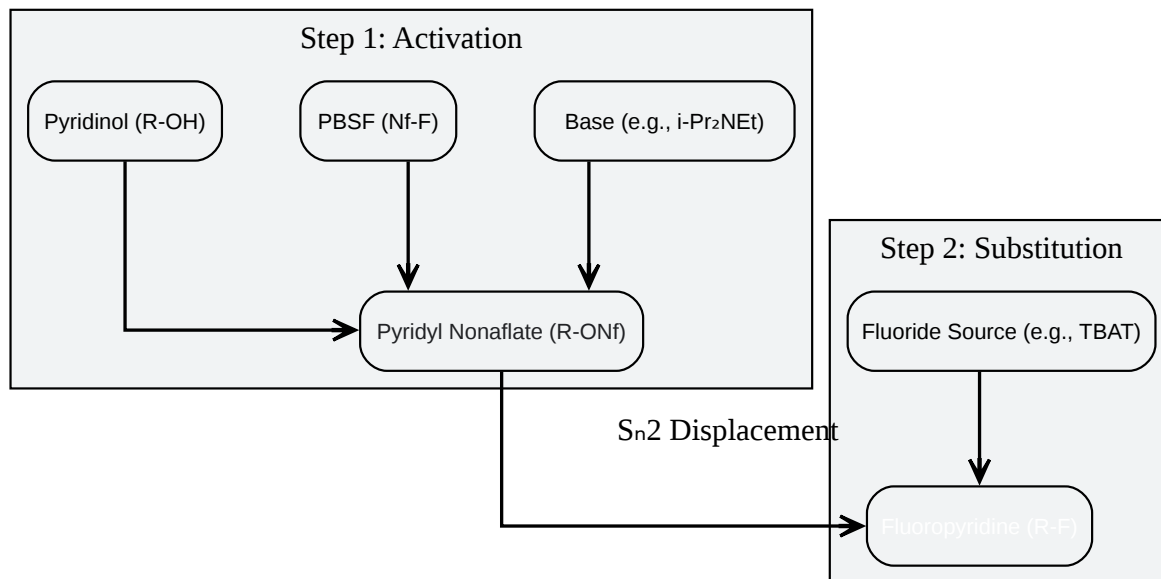 Step 1: Activation
Pyridinol (R-OH)
PBSF (Nf-F)
Base (e.g., i-Pr₂NEt)
Pyridyl Nonaflate (R-ONf)
Step 2: Substitution
Fluoride Source (e.g., TBAT)
Sₙ2 Displacement
Fluoropyridine (R-F)